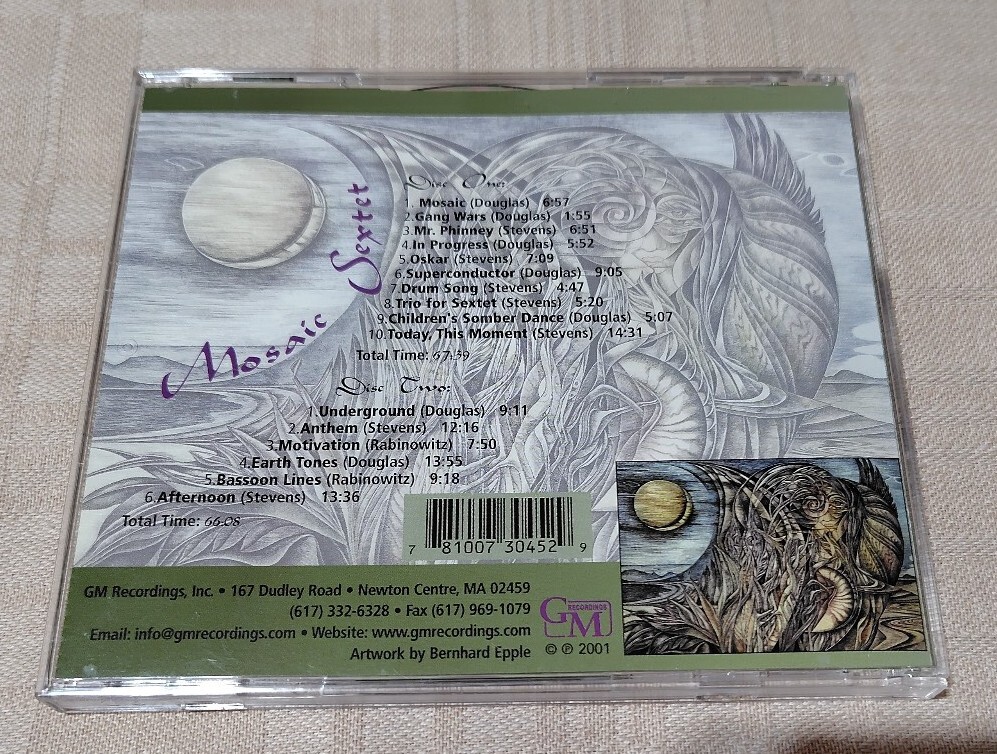 Mosaic Sextet
Disc One:
1. Mosaic (Douglas) 6:57
2.Gang Wars (Douglas) 1:55
3.Mr. Phinney (Stevens) 6:51
4.In Progress (Douglas) 5:52
5.Oskar (Stevens) 7:09
6.Superconductor (Douglas) 9:05
7.Drum Song (Stevens) 4:47
8.Trio for Sextet (Stevens) 5:20
9.Children's Somber Dance (Douglas) 5:07
10.Today, This Moment (Stevens) 14:31
Total Time: 67:39
Disc Two:
1.Underground (Douglas) 9:11
2.Anthem (Stevens) 12:16
3.Motivation (Rabinowitz) 7:50
4.Earth Tones (Douglas) 13:55
5.Bassoon Lines (Rabinowitz) 9:18
6.Afternoon (Stevens) 13:36
Total Time: 66:08
7 81007 30452 9
GM Recordings, Inc. • 167 Dudley Road • Newton Centre, MA 02459
(617) 332-6328 • Fax (617) 969-1079
Email: info@gmrecordings.com • Website: www.gmrecordings.com
Artwork by Bernhard Epple
GM RECORDINGS
© ℗ 2001